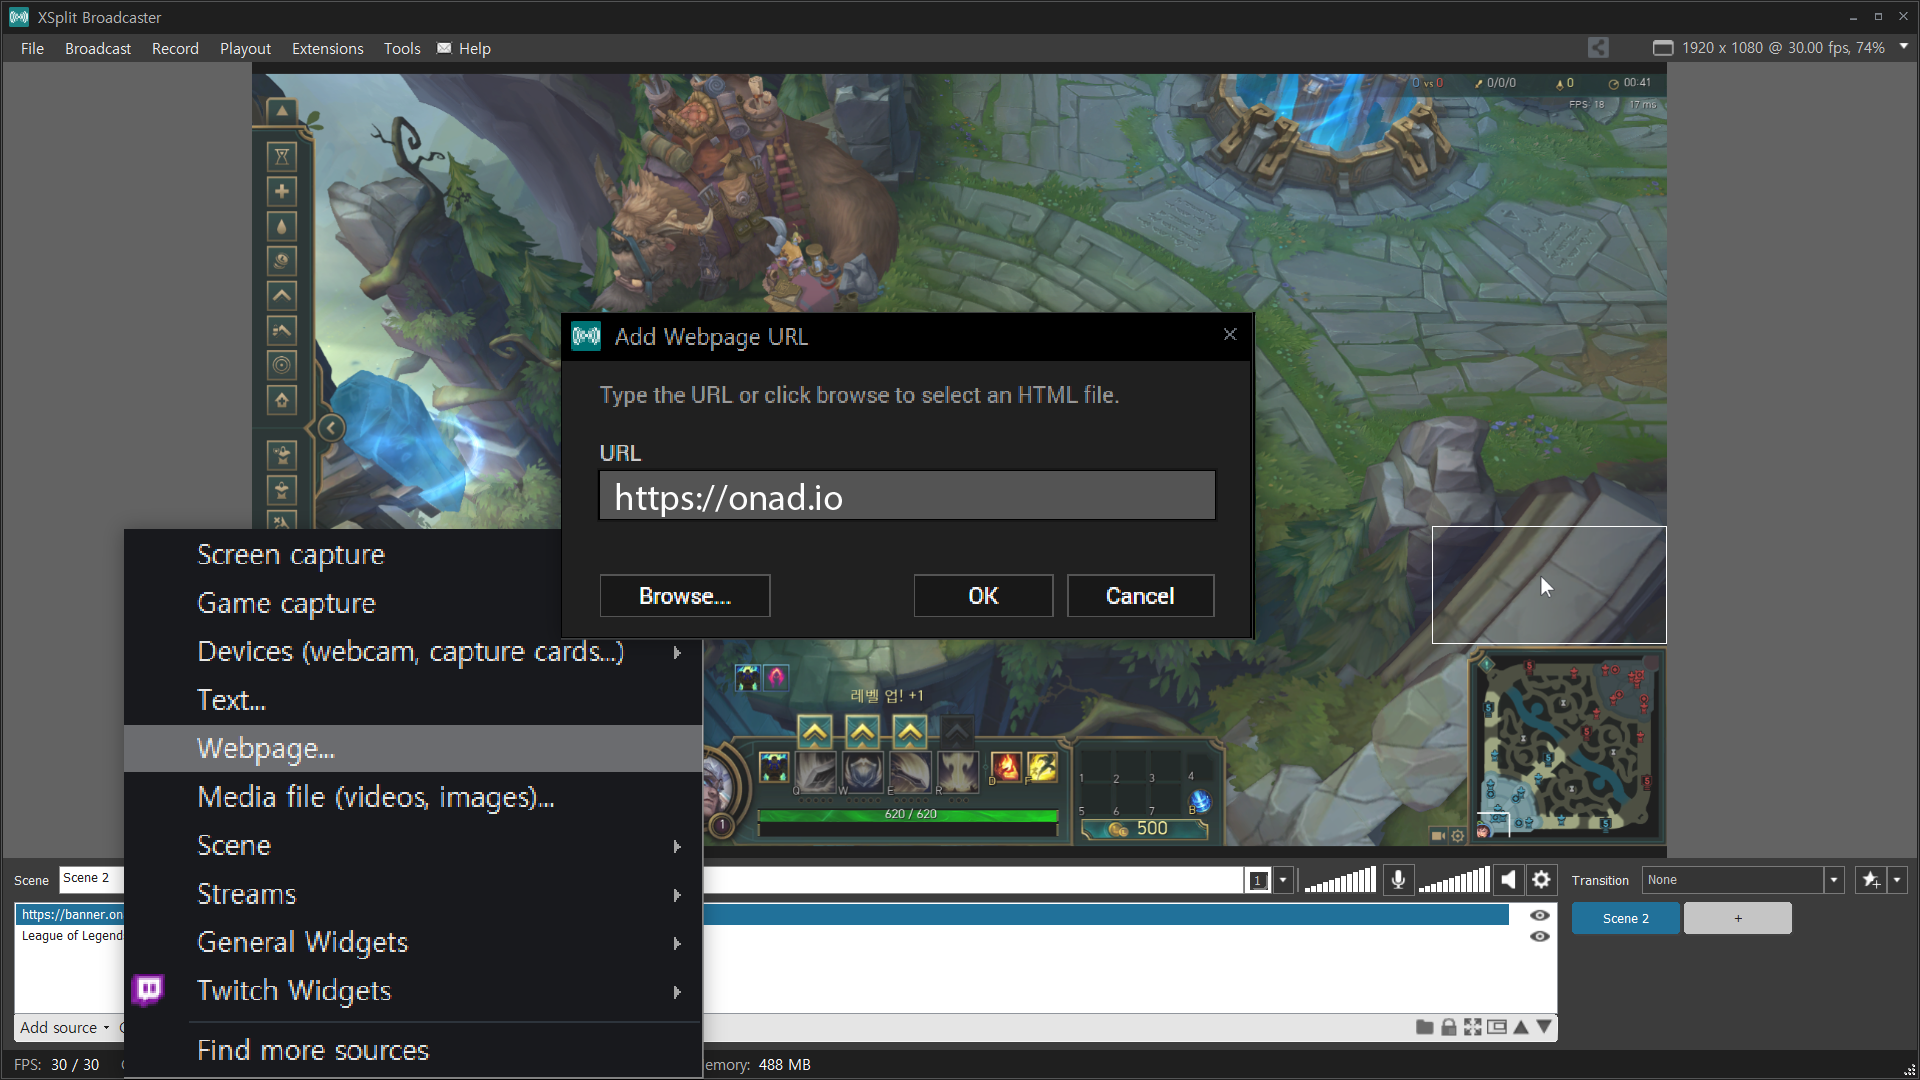 XSplit Broadcaster
File Broadcast Record Playout Extensions Tools Help
1920 x 1080 @ 30.00 fps, 74%
0 vs 0 0/0/0 0 00:41
FPS: 18 17 ms
Add Webpage URL
Type the URL or click browse to select an HTML file.
URL
https://onad.io
Browse... OK Cancel
Screen capture
Game capture
Devices (webcam, capture cards...)
Text...
Webpage...
Media file (videos, images)...
Scene
Streams
General Widgets
Twitch Widgets
Find more sources
레벨 업! +1
Q W E R D F
620 / 620
1
1 2 3 4
5 6 7 B
500
Scene Scene 2
1
Transition None
https://banner.on
League of Legend
Scene 2 +
Add source
FPS: 30 / 30
emory: 488 MB